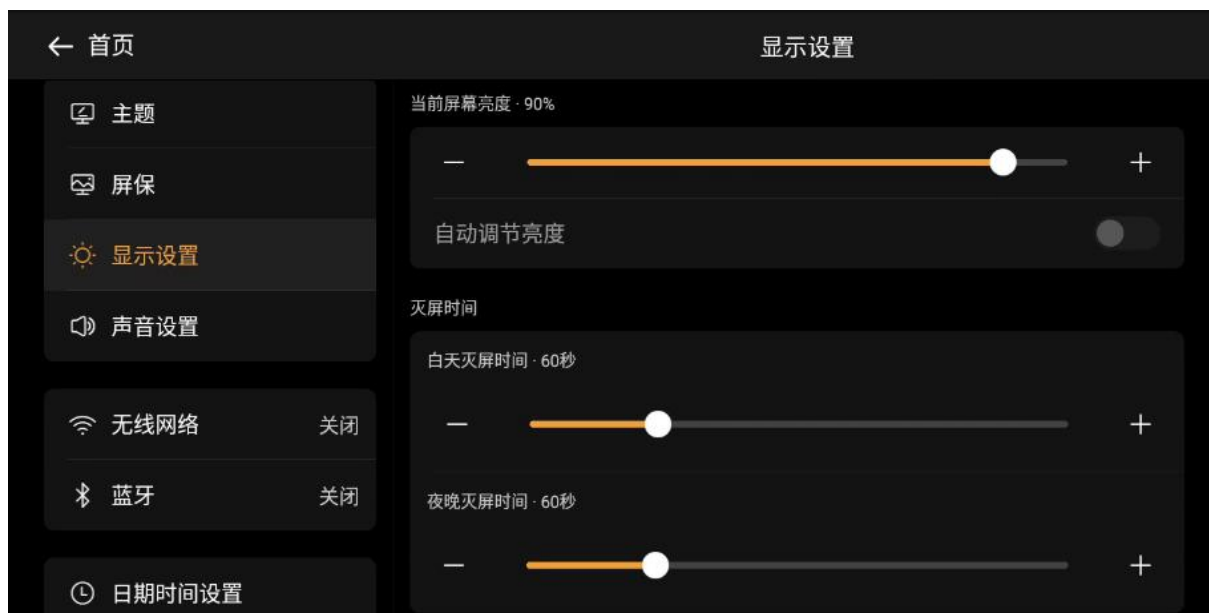 首页
显示设置
主题
屏保
显示设置
声音设置
无线网络 关闭
蓝牙 关闭
日期时间设置
当前屏幕亮度 · 90%
自动调节亮度
灭屏时间
白天灭屏时间 · 60秒
夜晚灭屏时间 · 60秒